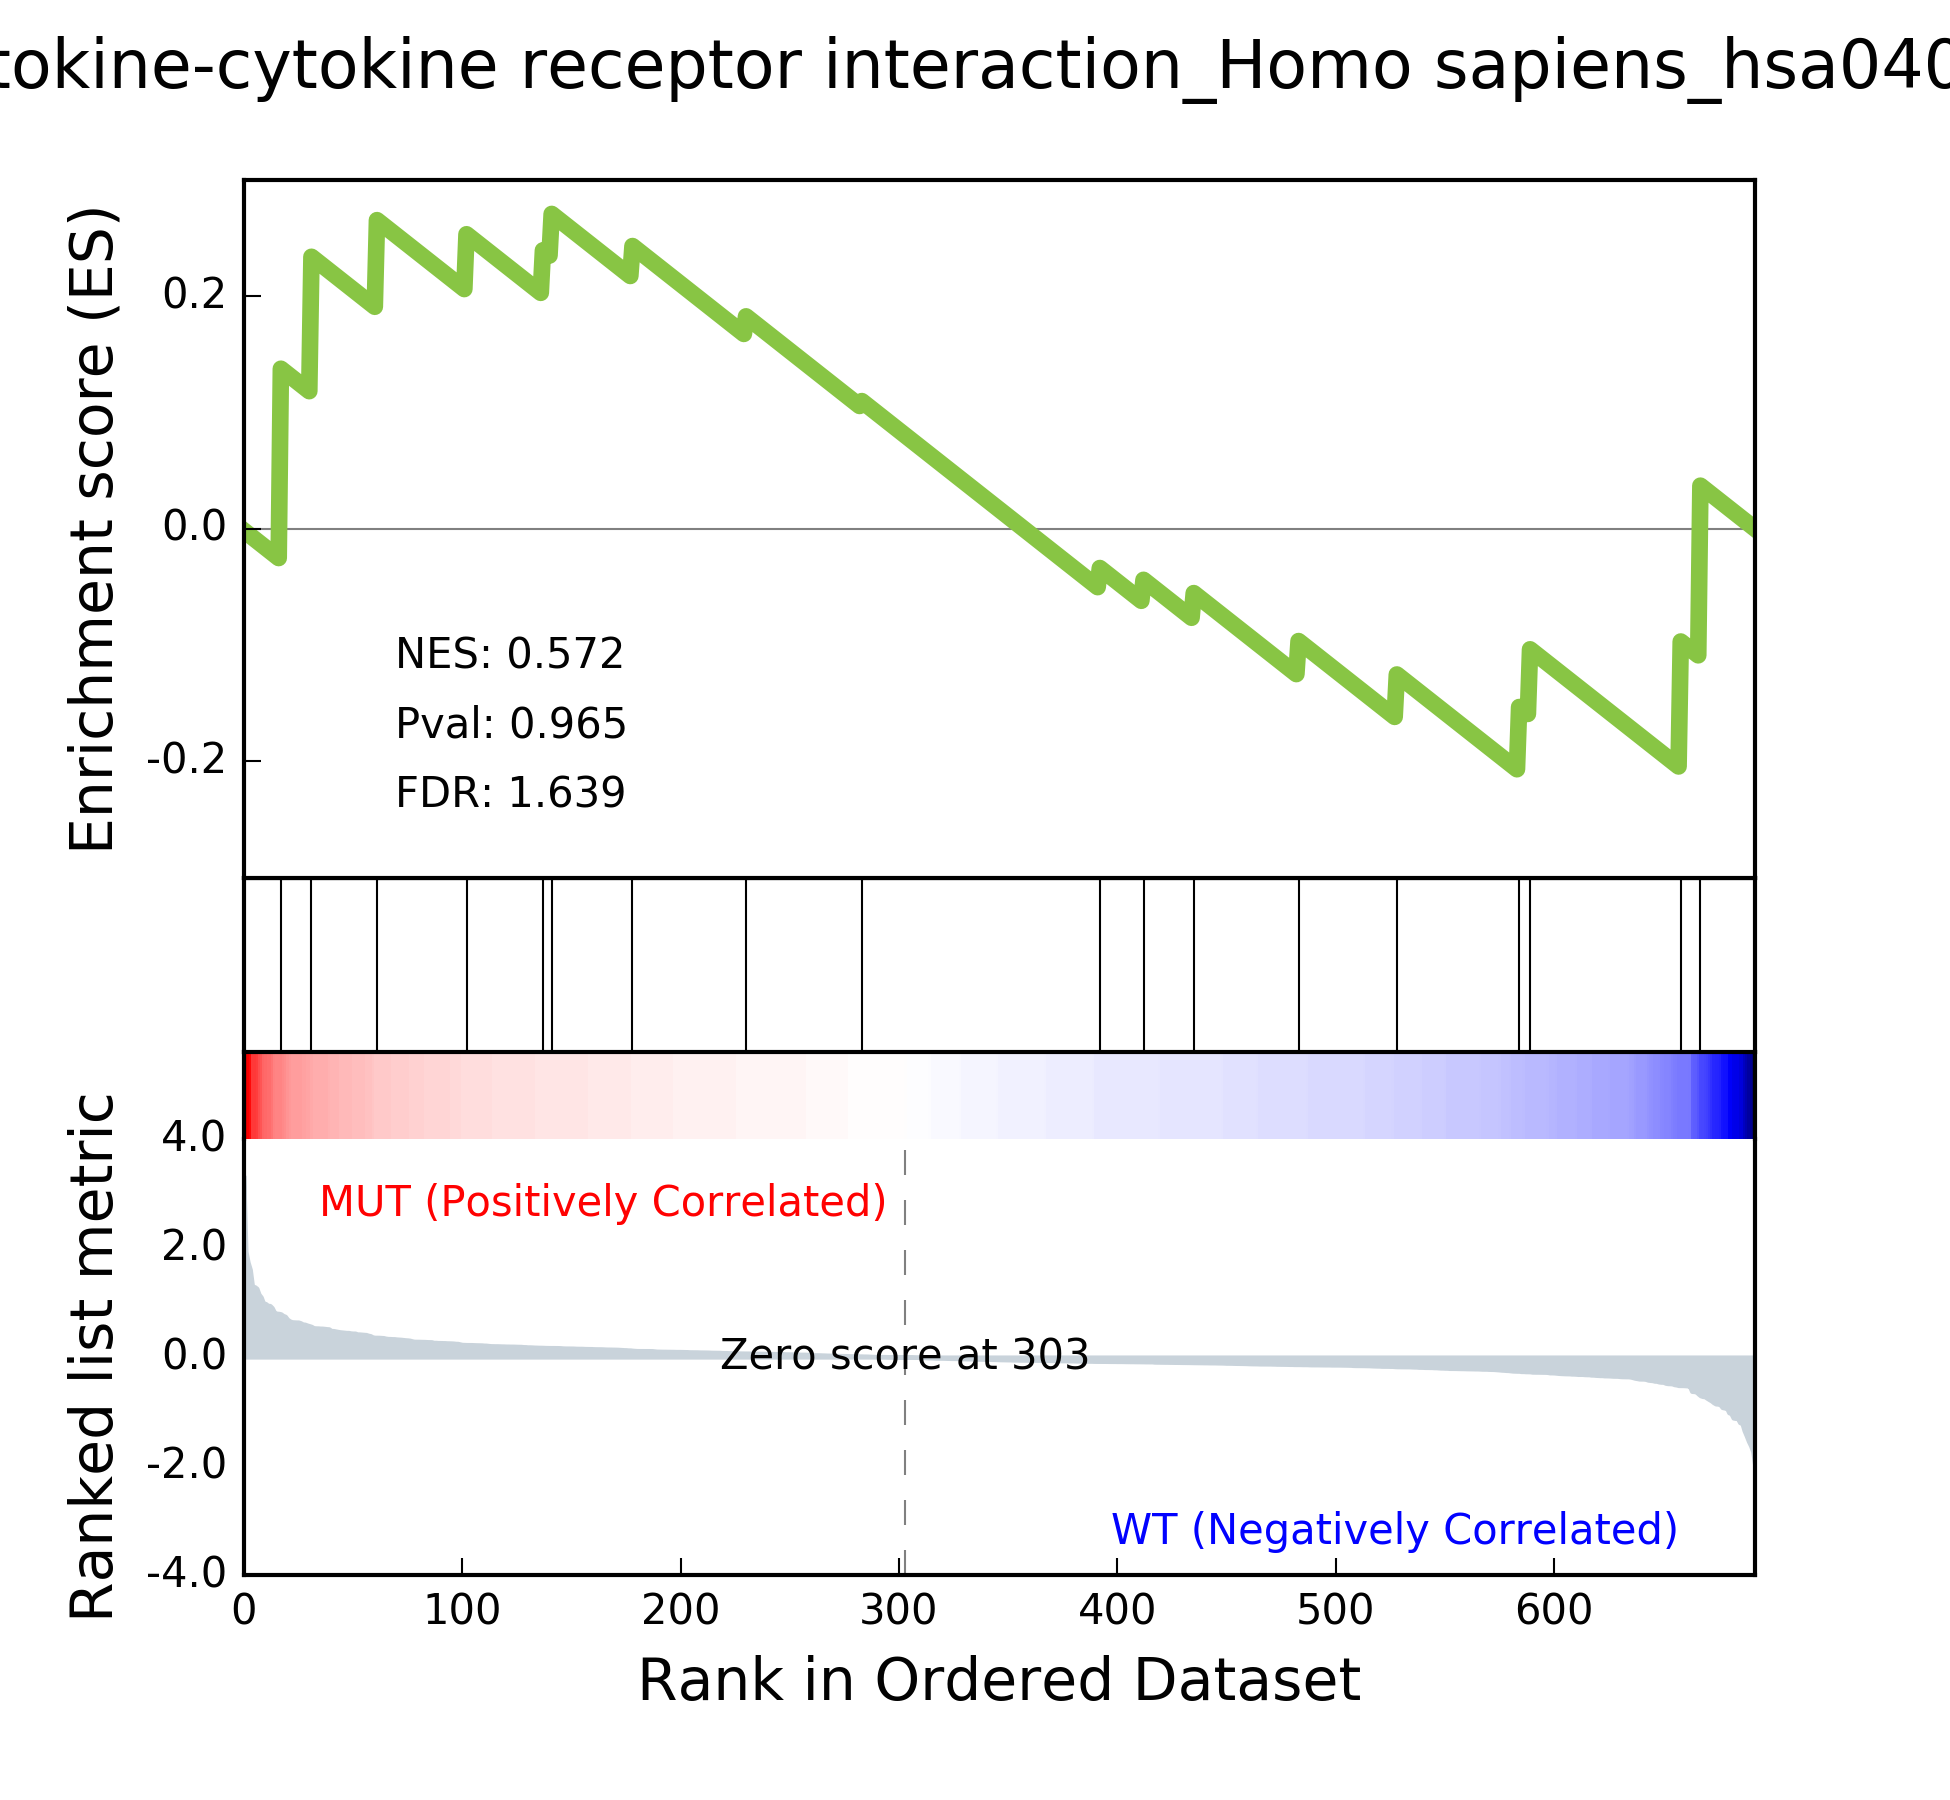 tokine-cytokine receptor interaction_Homo sapiens_hsa040
Enrichment score (ES)
0.2
0.0
-0.2
NES: 0.572
Pval: 0.965
FDR: 1.639
Ranked list metric
4.0
2.0
0.0
-2.0
-4.0
MUT (Positively Correlated)
Zero score at 303
WT (Negatively Correlated)
0 100 200 300 400 500 600
Rank in Ordered Dataset